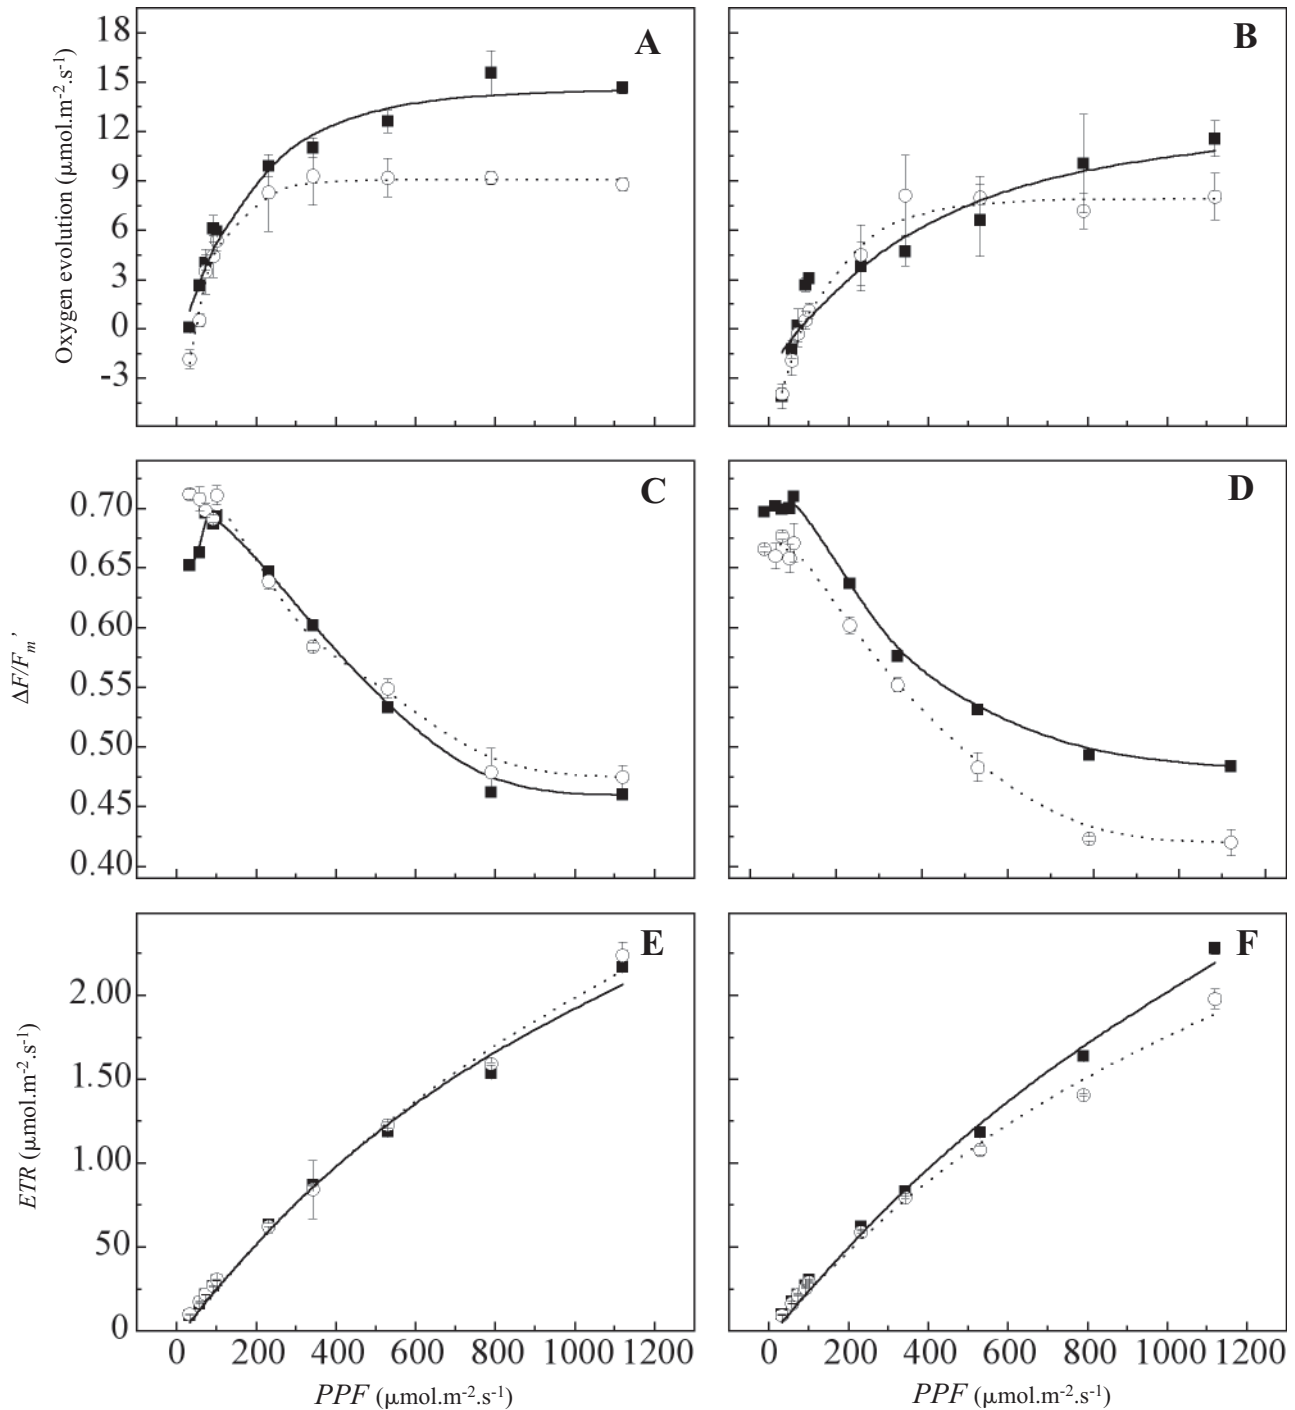 A
B
18
15
12
9
6
3
0
-3
Oxygen evolution (μmol.m-2.s-1)
C
D
0.70
0.65
0.60
0.55
0.50
0.45
0.40
ΔF/Fm’
E
F
2.00
1.50
1.00
50
0
ETR (μmol.m-2.s-1)
0 200 400 600 800 1000 1200
0 200 400 600 800 1000 1200
PPF (μmol.m-2.s-1)
PPF (μmol.m-2.s-1)